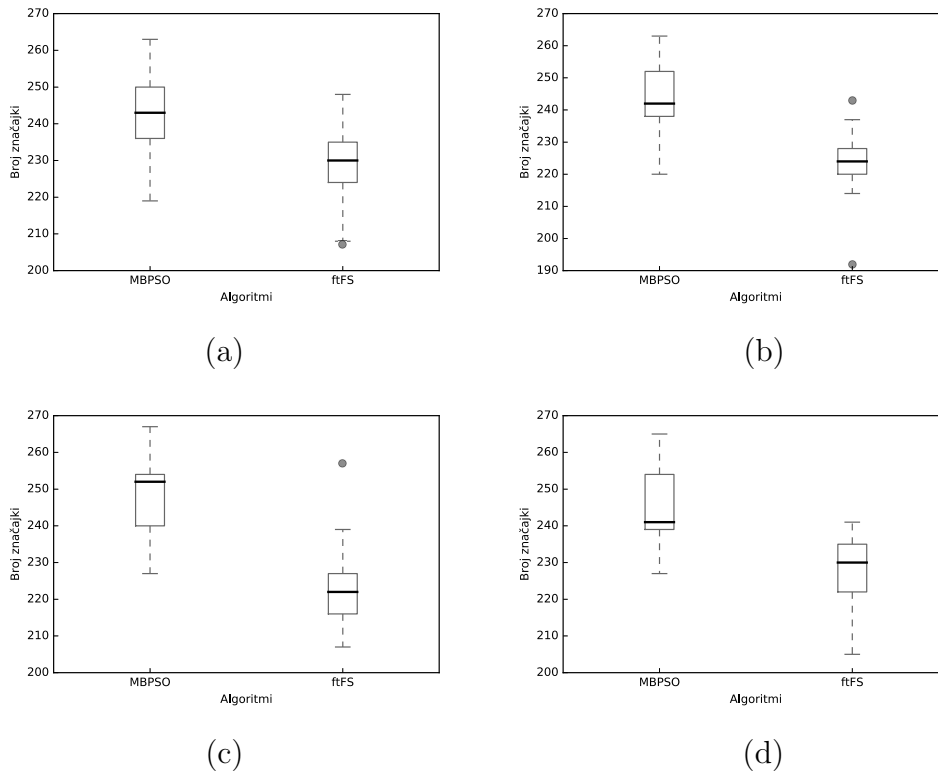 270
260
250
240
230
220
210
200
Broj značajki
MBPSO
ftFS
Algoritmi
(a)
270
260
250
240
230
220
210
200
190
Broj značajki
MBPSO
ftFS
Algoritmi
(b)
270
260
250
240
230
220
210
200
Broj značajki
MBPSO
ftFS
Algoritmi
(c)
270
260
250
240
230
220
210
200
Broj značajki
MBPSO
ftFS
Algoritmi
(d)